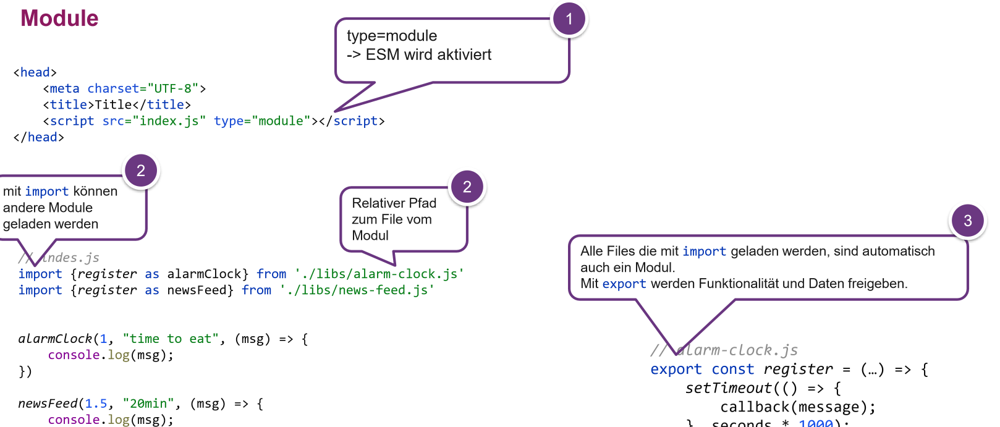 Module
1
type=module
-> ESM wird aktiviert
<head>
<meta charset="UTF-8">
<title>Title</title>
<script src="index.js" type="module"></script>
</head>
2
mit import können
andere Module
geladen werden
2
Relativer Pfad
zum File vom
Modul
// indes.js
import {register as alarmClock} from './libs/alarm-clock.js'
import {register as newsFeed} from './libs/news-feed.js'
alarmClock(1, "time to eat", (msg) => {
console.log(msg);
})
newsFeed(1.5, "20min", (msg) => {
console.log(msg);
3
Alle Files die mit import geladen werden, sind automatisch
auch ein Modul.
Mit export werden Funktionalität und Daten freigeben.
// alarm-clock.js
export const register = (…) => {
setTimeout(() => {
callback(message);
}, seconds * 1000);